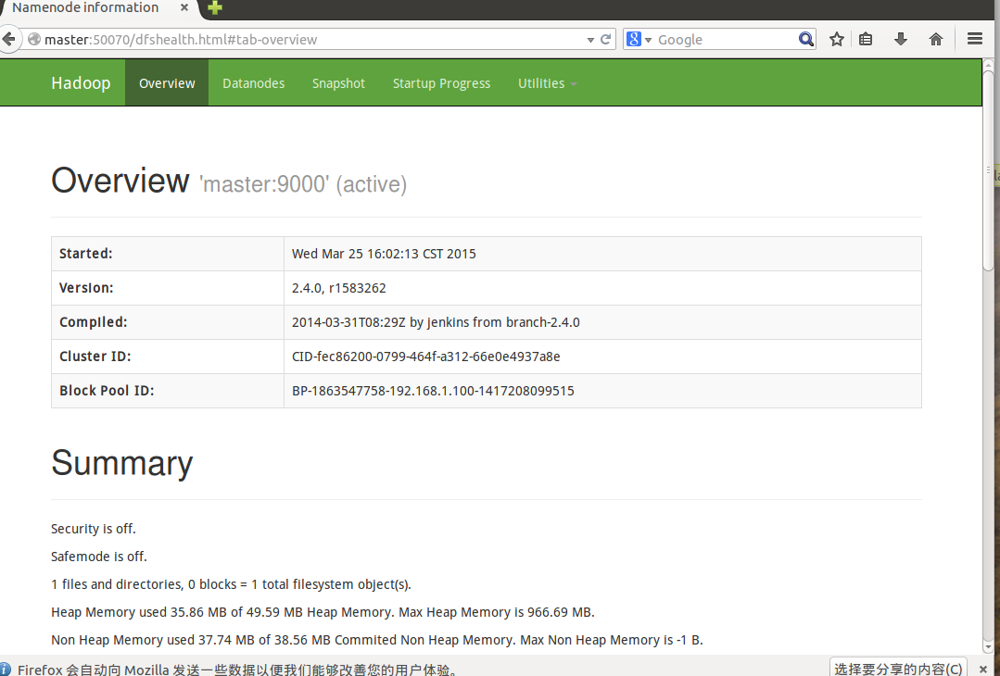 Namenode information
master:50070/dfshealth.html#tab-overview
Google
Hadoop Overview Datanodes Snapshot Startup Progress Utilities
Overview 'master:9000' (active)
Started: Wed Mar 25 16:02:13 CST 2015
Version: 2.4.0, r1583262
Compiled: 2014-03-31T08:29Z by jenkins from branch-2.4.0
Cluster ID: CID-fec86200-0799-464f-a312-66e0e4937a8e
Block Pool ID: BP-1863547758-192.168.1.100-1417208099515
Summary
Security is off.
Safemode is off.
1 files and directories, 0 blocks = 1 total filesystem object(s).
Heap Memory used 35.86 MB of 49.59 MB Heap Memory. Max Heap Memory is 966.69 MB.
Non Heap Memory used 37.74 MB of 38.56 MB Commited Non Heap Memory. Max Non Heap Memory is -1 B.
Firefox 会自动向 Mozilla 发送一些数据以便我们能够改善您的用户体验。 选择要分享的内容(C)